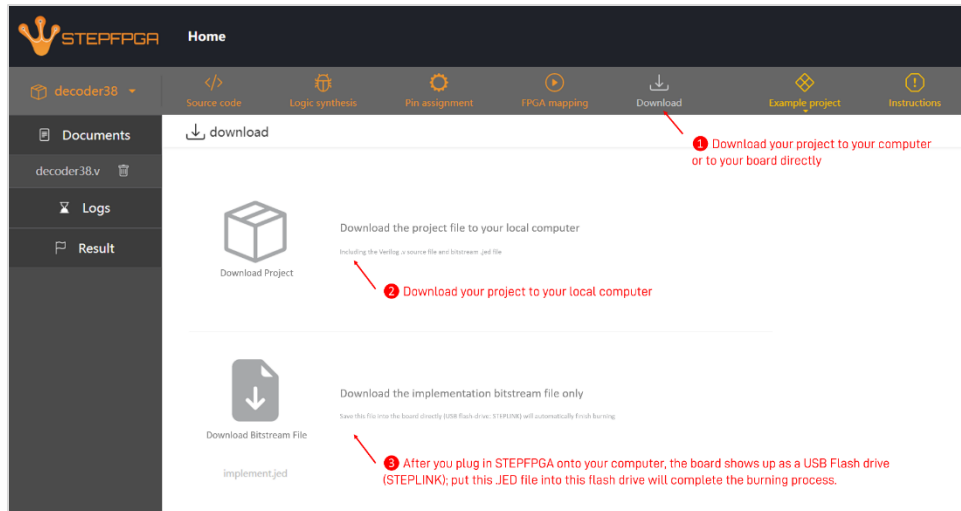 STEPFPGA
Home
decoder38
Source code
Logic synthesis
Pin assignment
FPGA mapping
Download
Example project
Instructions
Documents
download
1 Download your project to your computer
or to your board directly
decoder38.v
Logs
Result
Download the project file to your local computer
Including the Verilog .v source file and bitstream .jed file
Download Project
2 Download your project to your local computer
Download the implementation bitstream file only
Save this file into the board directly (USB flash drive: STEPLINK) will automatically finish burning
Download Bitstream File
implement.jed
3 After you plug in STEPFPGA onto your computer, the board shows up as a USB Flash drive
(STEPLINK); put this .JED file into this flash drive will complete the burning process.